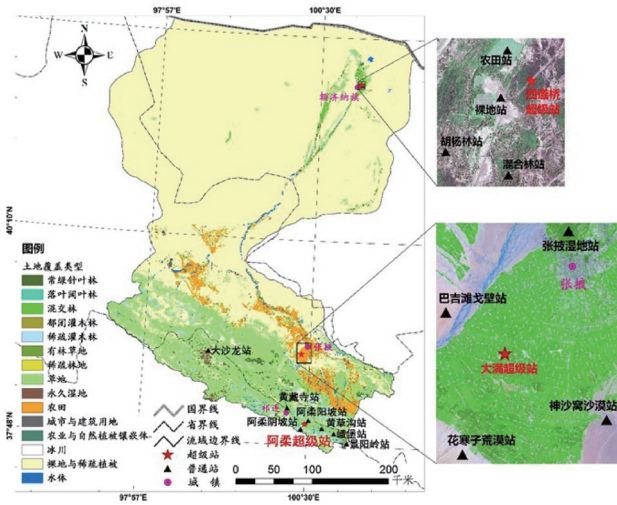 97°57'E
100°30'E
N
W
E
S
额济纳旗
40°10'N
37°48'N
图例
土地覆盖类型
常绿针叶林
落叶阔叶林
混交林
郁闭灌木林
稀疏灌木林
有林草地
稀疏林地
草地
永久湿地
农田
城市与建筑用地
农业与自然植被镶嵌体
冰川
裸地与稀疏植被
水体
大沙龙站
张掖
黄藏寺站
祁连
阿柔阳坡站
阿柔阴坡站
黄草沟站
阿柔超级站
垭堡站
景阳岭站
国界线
省界线
流域边界线
超级站
普通站
城镇
0 50 100 200
千米
97°57'E
100°30'E
农田站
四道桥
超级站
裸地站
胡杨林站
混合林站
张掖湿地站
张掖
巴吉滩戈壁站
大满超级站
神沙窝沙漠站
花寨子荒漠站